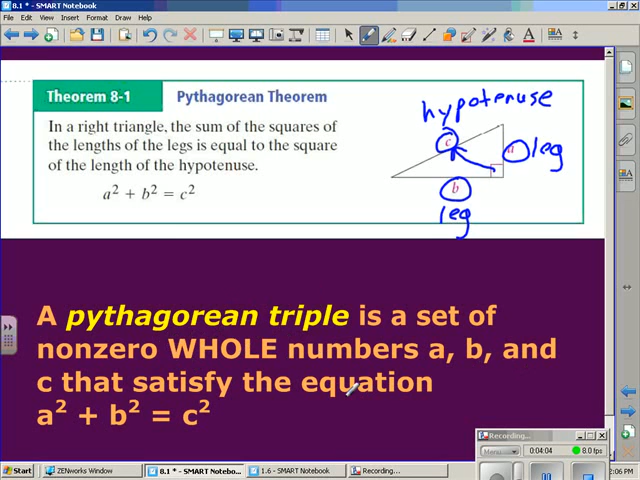 8.1 * - SMART Notebook
File Edit View Insert Format Draw Help
Theorem 8-1 Pythagorean Theorem
In a right triangle, the sum of the squares of
the lengths of the legs is equal to the square
of the length of the hypotenuse.
a² + b² = c²
hypotenuse
c
a leg
b
leg
A pythagorean triple is a set of
nonzero WHOLE numbers a, b, and
c that satisfy the equation
a² + b² = c²
Recording...
Menu 0:04:04 8.0 fps
Start ZENworks Window 8.1 * - SMART Notebo... 1.6 - SMART Notebook Recording... 2:06 PM